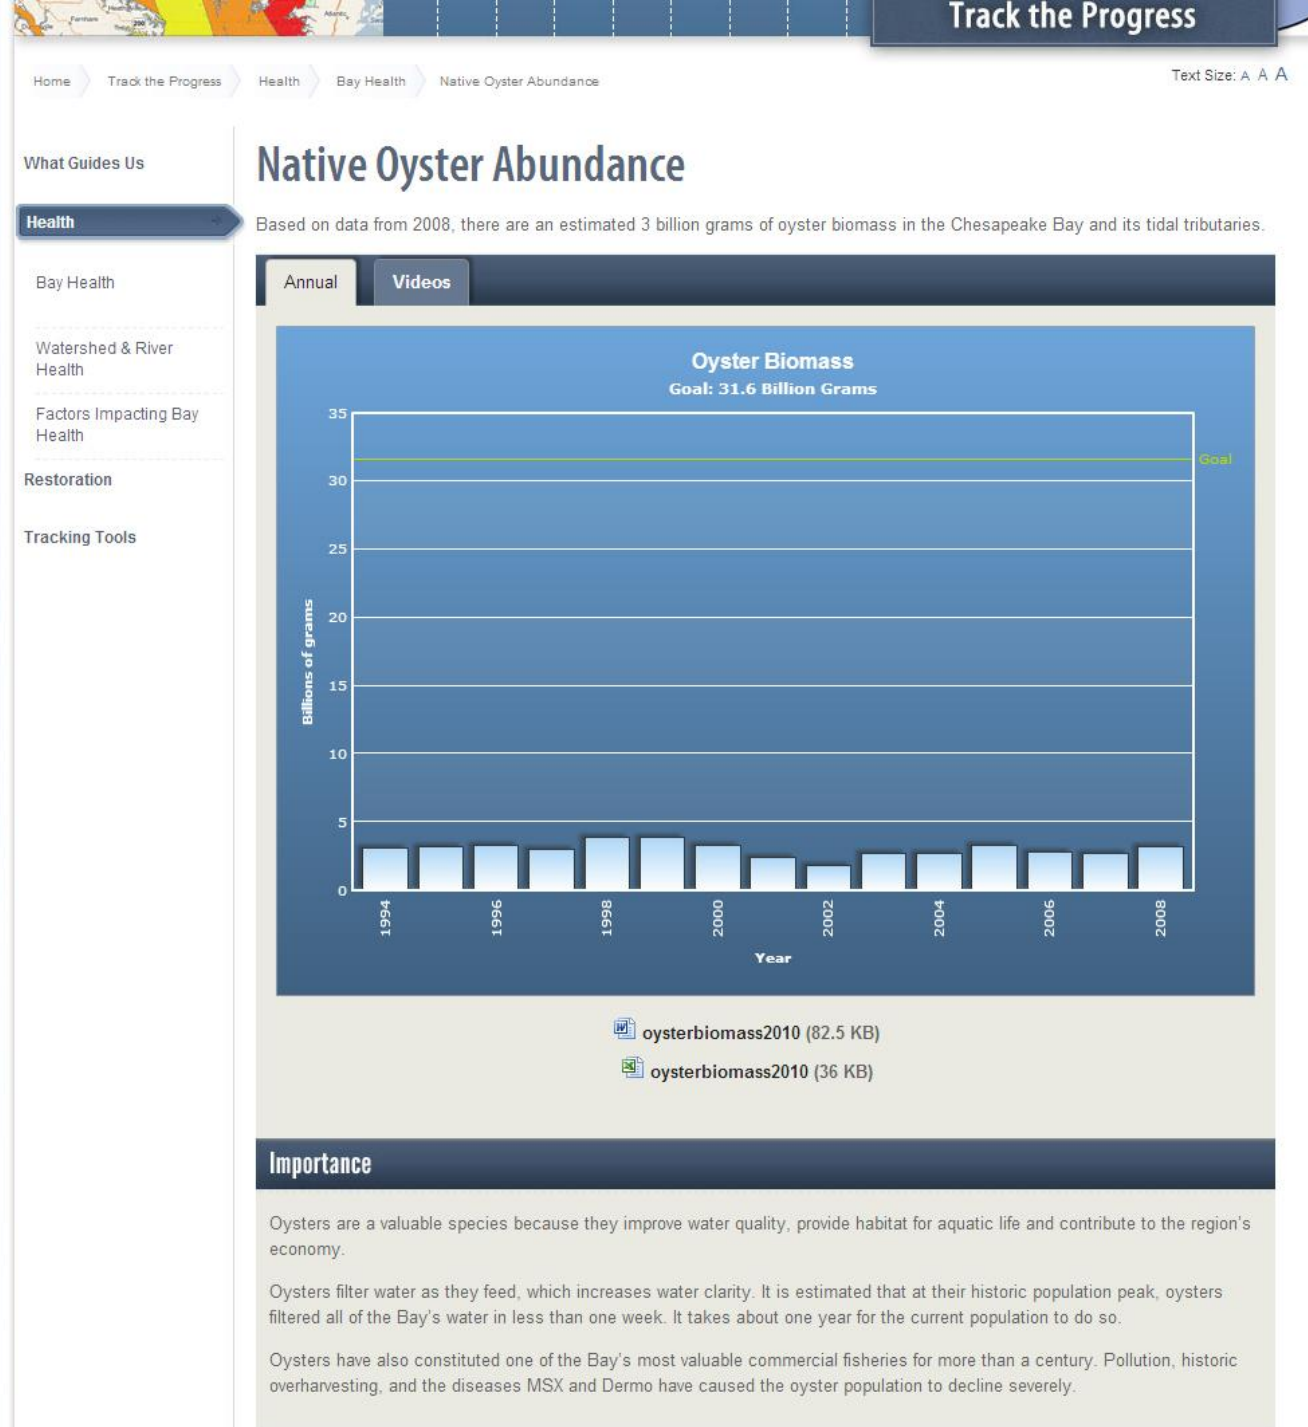 Farnham
200
Atlantic
Track the Progress
Home Track the Progress Health Bay Health Native Oyster Abundance
Text Size: A A A
What Guides Us
Health
Bay Health
Watershed & River
Health
Factors Impacting Bay
Health
Restoration
Tracking Tools
Native Oyster Abundance
Based on data from 2008, there are an estimated 3 billion grams of oyster biomass in the Chesapeake Bay and its tidal tributaries.
Annual Videos
Oyster Biomass
Goal: 31.6 Billion Grams
35
Goal
30
25
20
15
10
5
0
Billions of grams
1994 1996 1998 2000 2002 2004 2006 2008
Year
oysterbiomass2010 (82.5 KB)
oysterbiomass2010 (36 KB)
Importance
Oysters are a valuable species because they improve water quality, provide habitat for aquatic life and contribute to the region's
economy.
Oysters filter water as they feed, which increases water clarity. It is estimated that at their historic population peak, oysters
filtered all of the Bay's water in less than one week. It takes about one year for the current population to do so.
Oysters have also constituted one of the Bay's most valuable commercial fisheries for more than a century. Pollution, historic
overharvesting, and the diseases MSX and Dermo have caused the oyster population to decline severely.